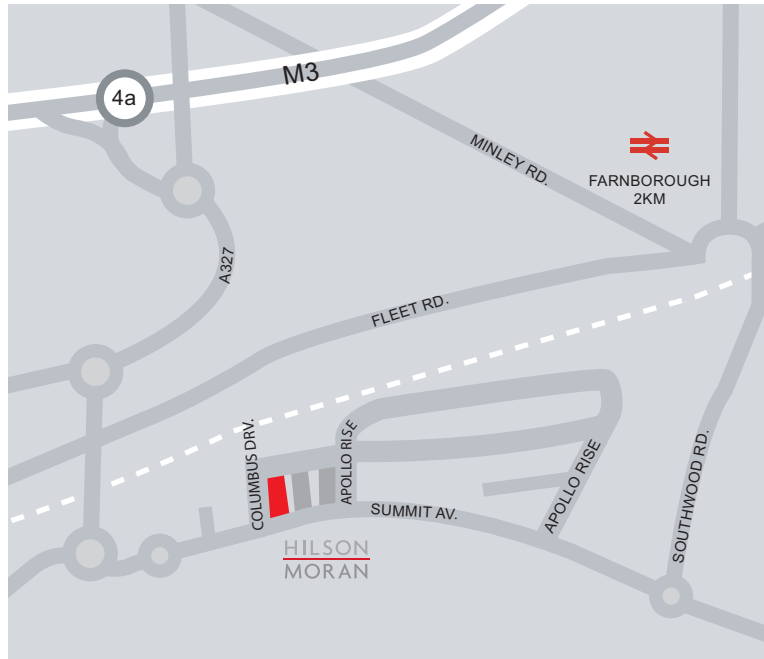 M3
4a
MINLEY RD.
FARNBOROUGH
2KM
A327
FLEET RD.
COLUMBUS DRV.
APOLLO RISE
SUMMIT AV.
APOLLO RISE
SOUTHWOOD RD.
HILSON
MORAN